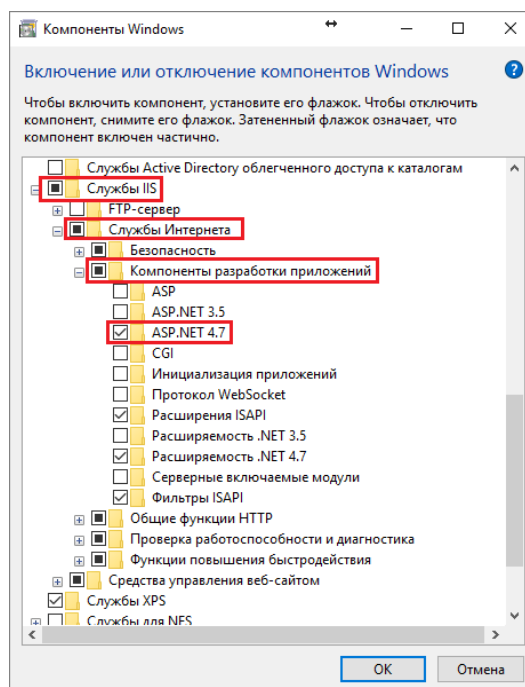 Компоненты Windows
Включение или отключение компонентов Windows
Чтобы включить компонент, установите его флажок. Чтобы отключить
компонент, снимите его флажок. Затененный флажок означает, что
компонент включен частично.
Службы Active Directory облегченного доступа к каталогам
Службы IIS
FTP-сервер
Службы Интернета
Безопасность
Компоненты разработки приложений
ASP
ASP.NET 3.5
ASP.NET 4.7
CGI
Инициализация приложений
Протокол WebSocket
Расширения ISAPI
Расширяемость .NET 3.5
Расширяемость .NET 4.7
Серверные включаемые модули
Фильтры ISAPI
Общие функции HTTP
Проверка работоспособности и диагностика
Функции повышения быстродействия
Средства управления веб-сайтом
Службы XPS
Службы для NFS
OK
Отмена